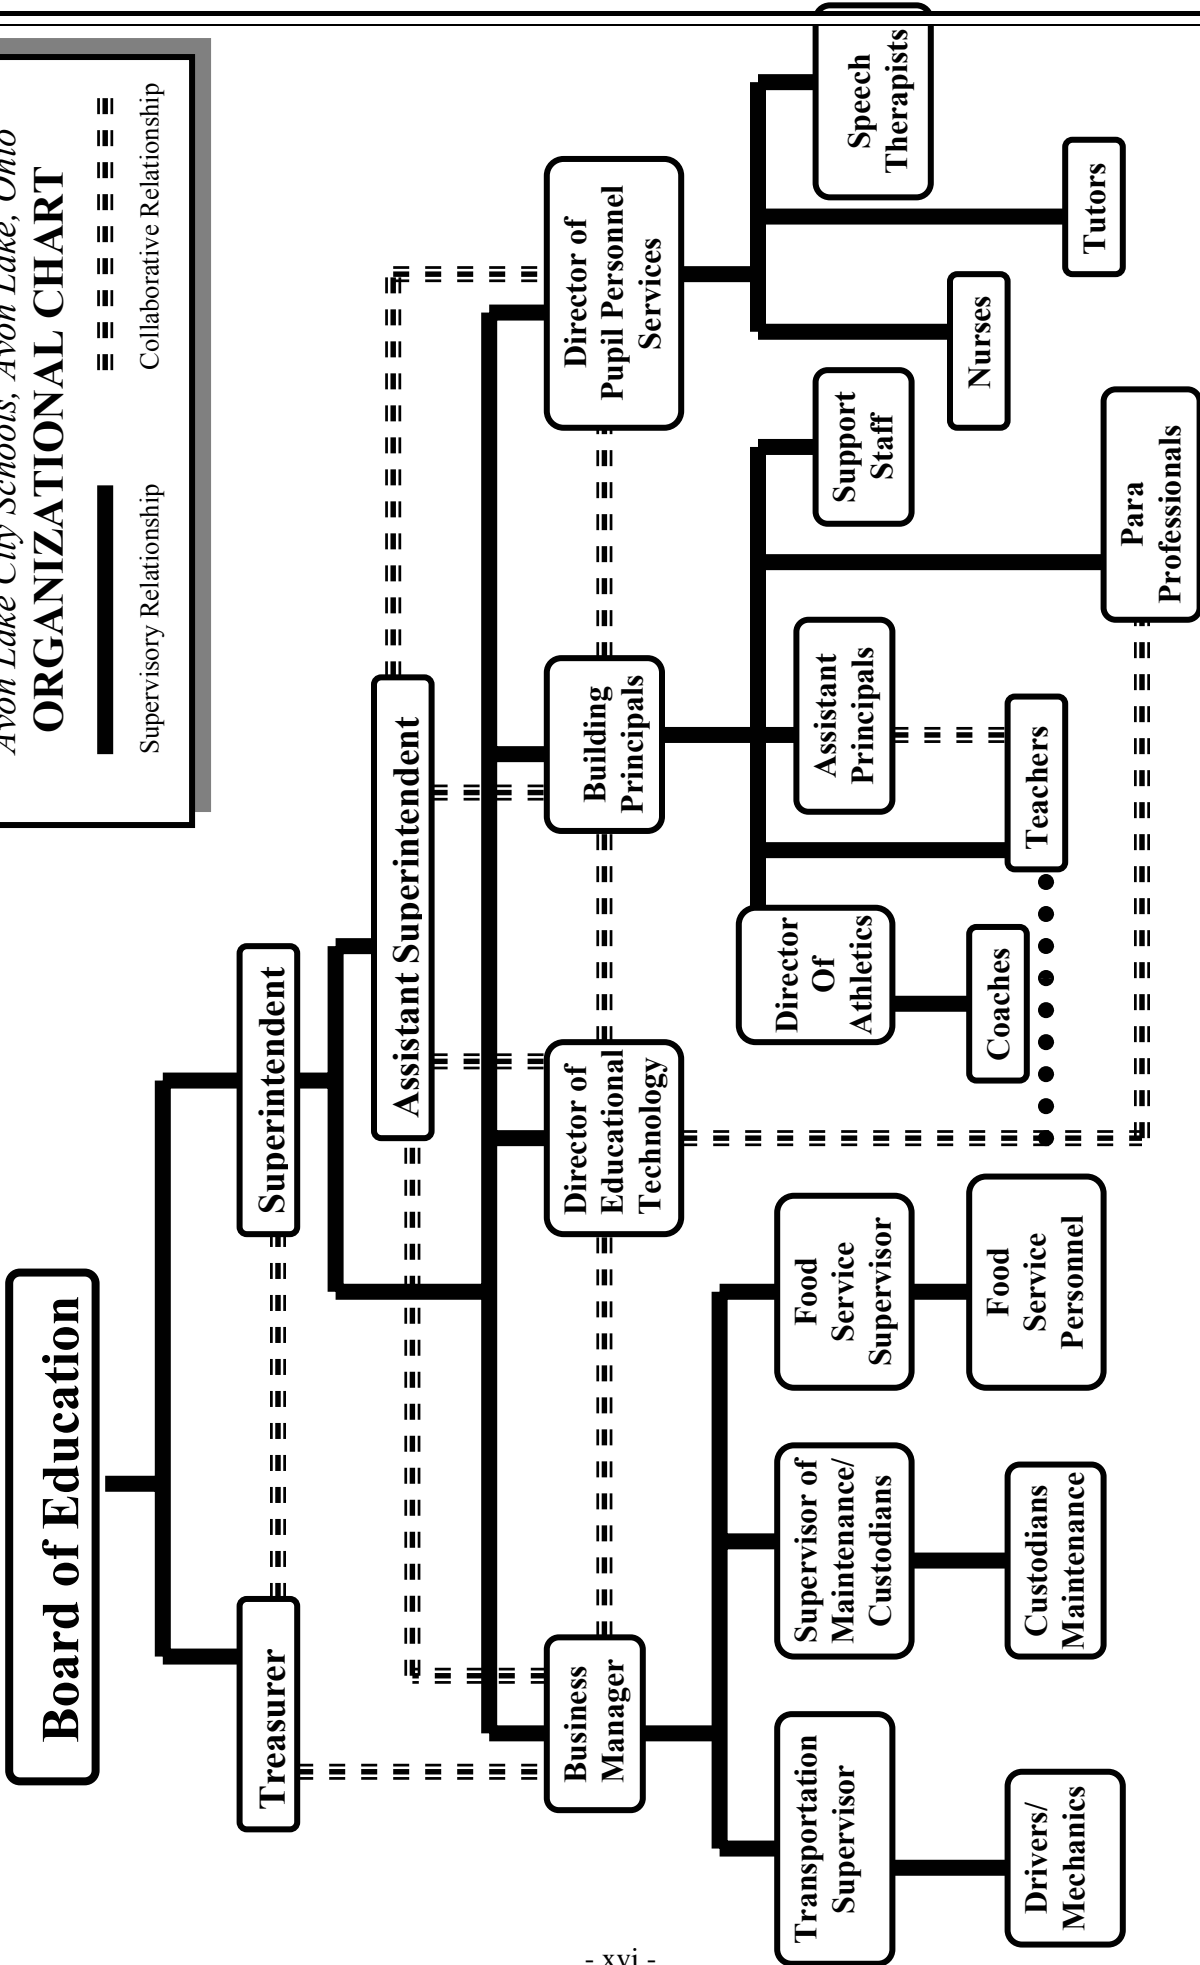 Avon Lake City Schools, Avon Lake, Ohio
ORGANIZATIONAL CHART
Supervisory Relationship
Collaborative Relationship
Board of Education
Treasurer
Superintendent
Assistant Superintendent
Business
Manager
Director of
Educational
Technology
Building
Principals
Director of
Pupil Personnel
Services
Transportation
Supervisor
Supervisor of
Maintenance/
Custodians
Food
Service
Supervisor
Director
Of
Athletics
Assistant
Principals
Support
Staff
Speech
Therapists
Drivers/
Mechanics
Custodians
Maintenance
Food
Service
Personnel
Coaches
Teachers
Nurses
Tutors
Para
Professionals
- xvi -